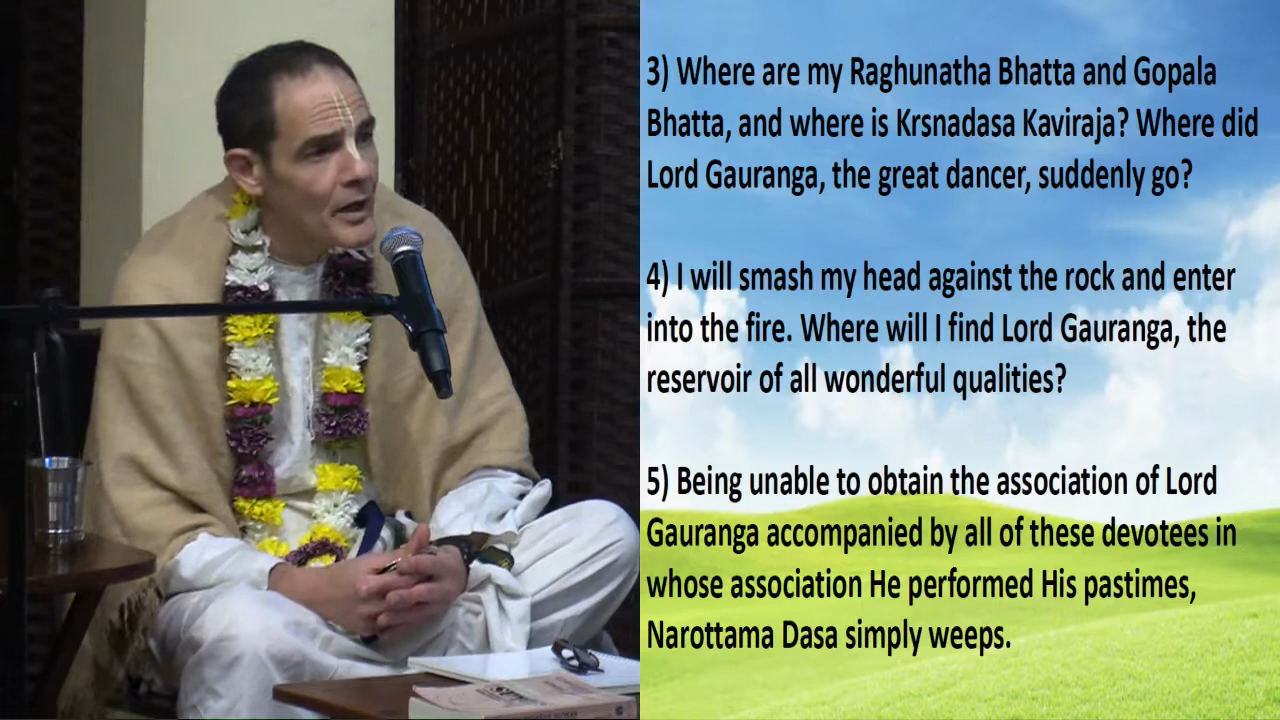 3) Where are my Raghunatha Bhatta and Gopala
Bhatta, and where is Krsnadasa Kaviraja? Where did
Lord Gauranga, the great dancer, suddenly go?
4) I will smash my head against the rock and enter
into the fire. Where will I find Lord Gauranga, the
reservoir of all wonderful qualities?
5) Being unable to obtain the association of Lord
Gauranga accompanied by all of these devotees in
whose association He performed His pastimes,
Narottama Dasa simply weeps.